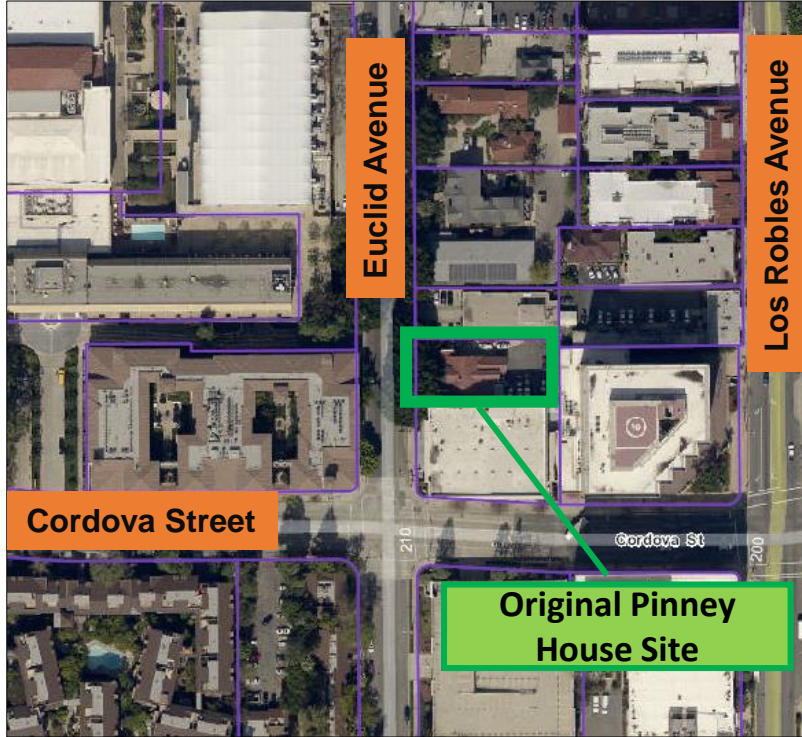 Euclid Avenue
Los Robles Avenue
Cordova Street
210
Cordova St
200
Original Pinney
House Site